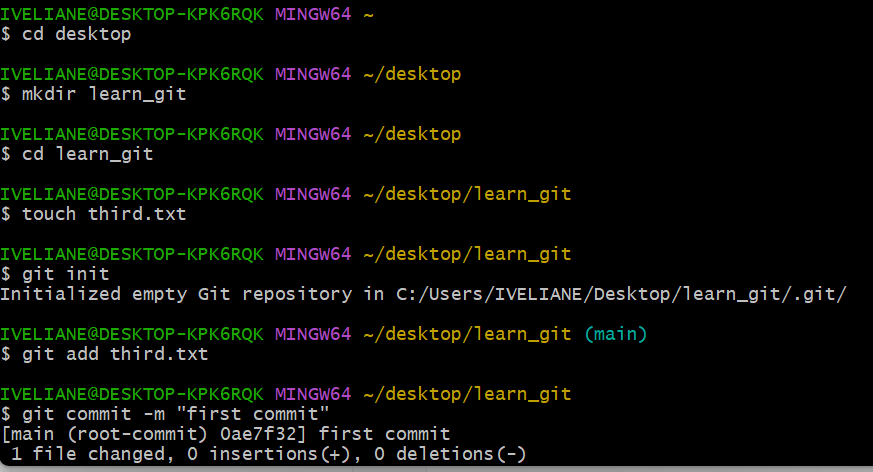 IVELIANE@DESKTOP-KPK6RQK MINGW64 ~
$ cd desktop
IVELIANE@DESKTOP-KPK6RQK MINGW64 ~/desktop
$ mkdir learn_git
IVELIANE@DESKTOP-KPK6RQK MINGW64 ~/desktop
$ cd learn_git
IVELIANE@DESKTOP-KPK6RQK MINGW64 ~/desktop/learn_git
$ touch third.txt
IVELIANE@DESKTOP-KPK6RQK MINGW64 ~/desktop/learn_git
$ git init
Initialized empty Git repository in C:/Users/IVELIANE/Desktop/learn_git/.git/
IVELIANE@DESKTOP-KPK6RQK MINGW64 ~/desktop/learn_git (main)
$ git add third.txt
IVELIANE@DESKTOP-KPK6RQK MINGW64 ~/desktop/learn_git
$ git commit -m "first commit"
[main (root-commit) 0ae7f32] first commit
 1 file changed, 0 insertions(+), 0 deletions(-)